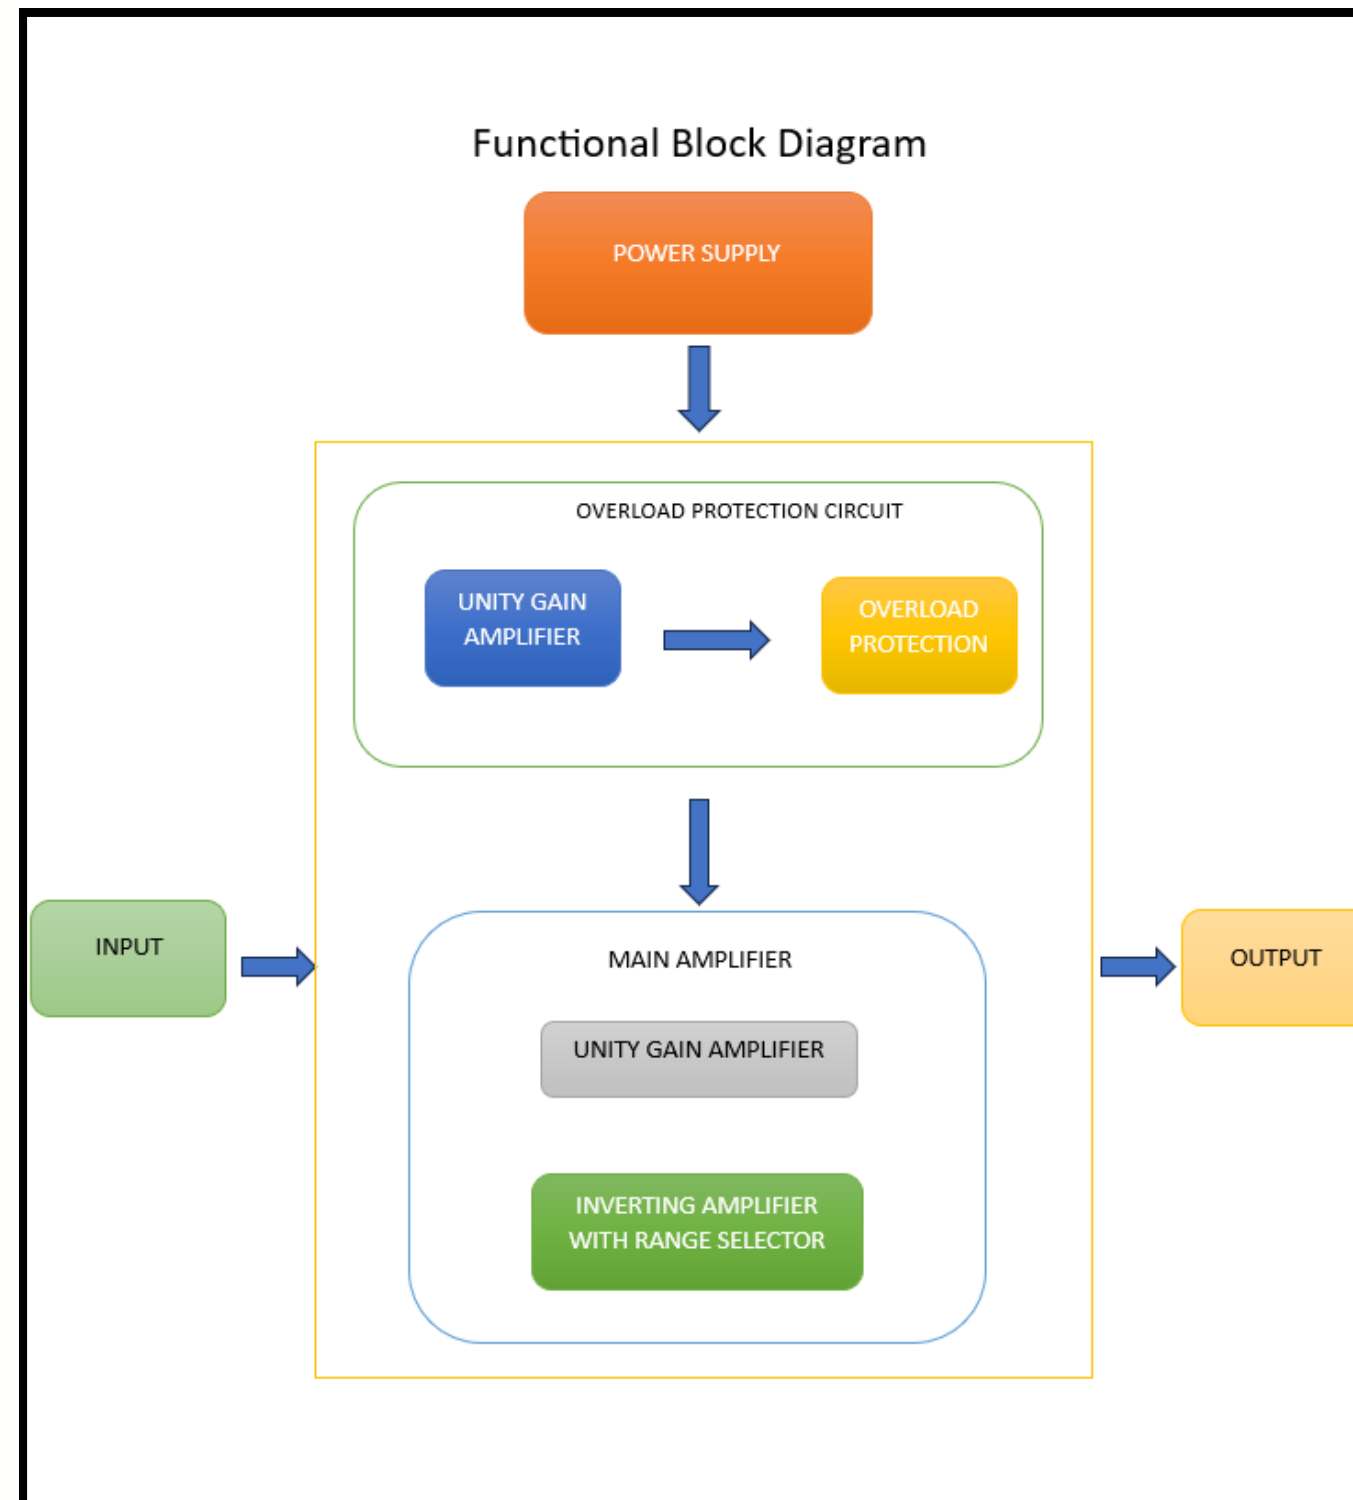 Functional Block Diagram
POWER SUPPLY
OVERLOAD PROTECTION CIRCUIT
UNITY GAIN
AMPLIFIER
OVERLOAD
PROTECTION
INPUT
MAIN AMPLIFIER
UNITY GAIN AMPLIFIER
INVERTING AMPLIFIER
WITH RANGE SELECTOR
OUTPUT